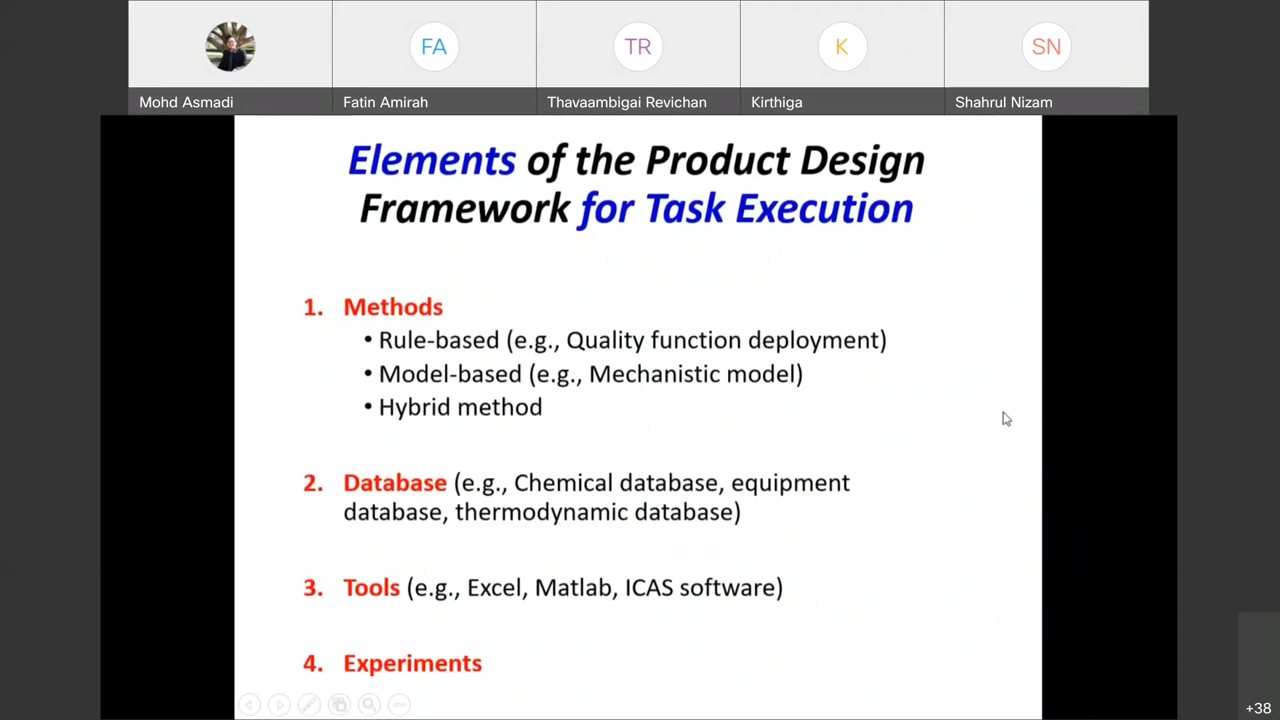 FA
TR
K
SN
Mohd Asmadi
Fatin Amirah
Thavaambigai Revichan
Kirthiga
Shahrul Nizam
Elements of the Product Design
Framework for Task Execution
1. Methods
• Rule-based (e.g., Quality function deployment)
• Model-based (e.g., Mechanistic model)
• Hybrid method
2. Database (e.g., Chemical database, equipment
database, thermodynamic database)
3. Tools (e.g., Excel, Matlab, ICAS software)
4. Experiments
+38